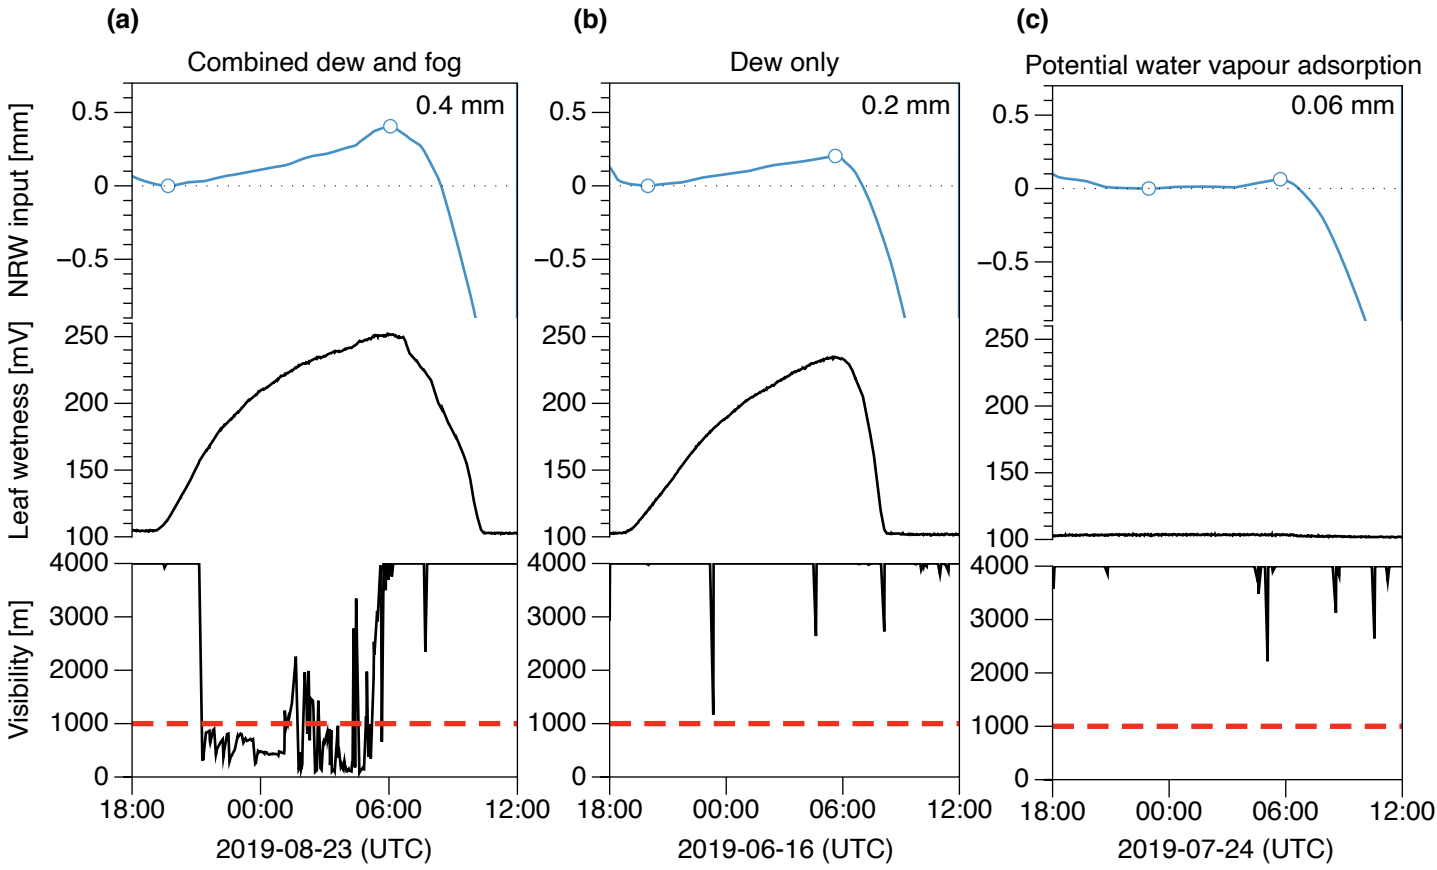 (a)
(b)
(c)
Combined dew and fog
Dew only
Potential water vapour adsorption
NRW input [mm]
0.5
0
−0.5
0.4 mm
0.5
0
−0.5
0.2 mm
0.5
0
−0.5
0.06 mm
Leaf wetness [mV]
250
200
150
100
250
200
150
100
250
200
150
100
Visibility [m]
4000
3000
2000
1000
0
4000
3000
2000
1000
0
4000
3000
2000
1000
0
18:00 00:00 06:00 12:00
18:00 00:00 06:00 12:00
18:00 00:00 06:00 12:00
2019-08-23 (UTC)
2019-06-16 (UTC)
2019-07-24 (UTC)